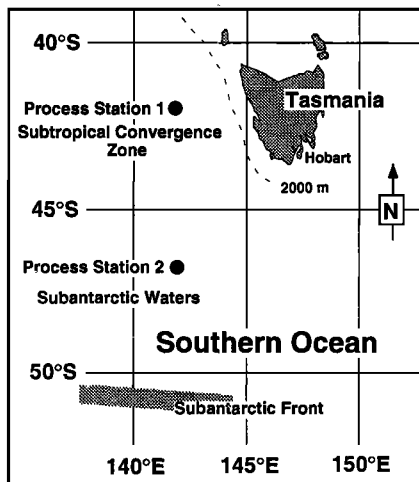 40°S
Process Station 1
Tasmania
Subtropical Convergence
Zone
Hobart
2000 m
45°S
N
Process Station 2
Subantarctic Waters
Southern Ocean
50°S
Subantarctic Front
140°E 145°E 150°E